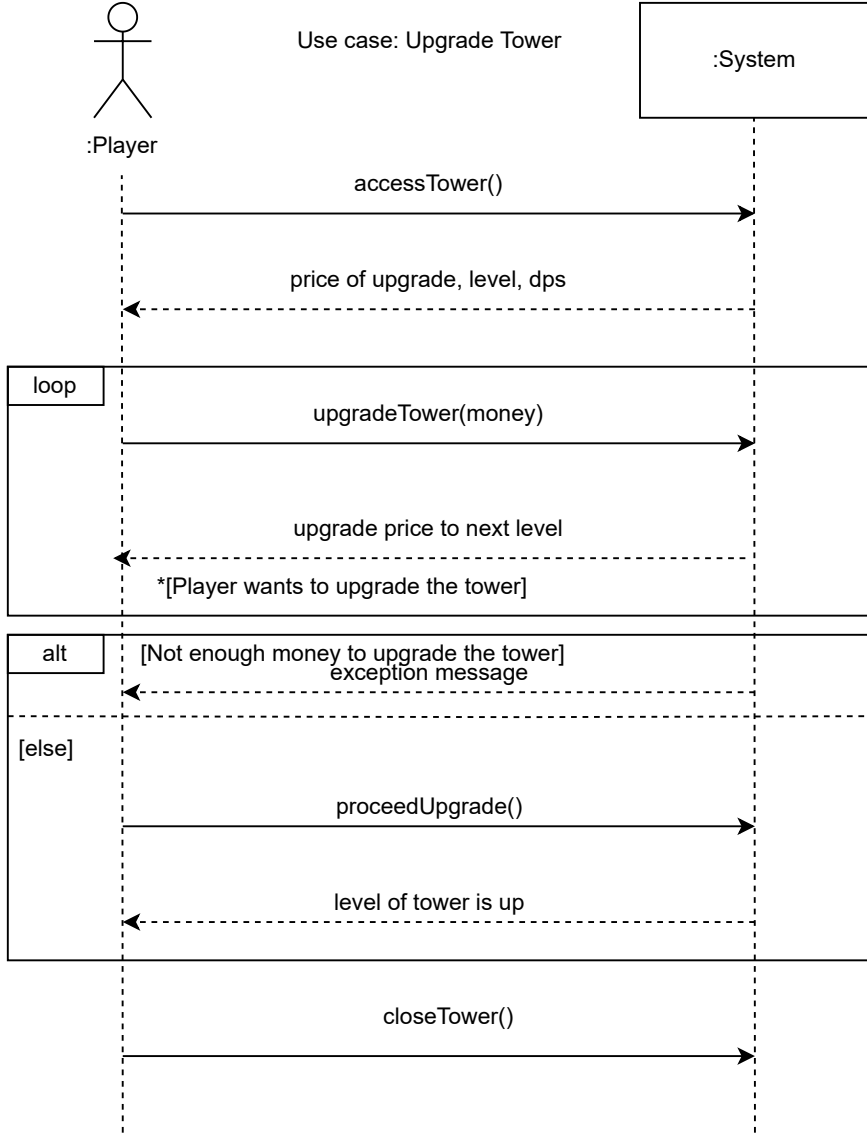 Use case: Upgrade Tower
:System
:Player
accessTower()
price of upgrade, level, dps
loop
upgradeTower(money)
upgrade price to next level
*[Player wants to upgrade the tower]
alt
[Not enough money to upgrade the tower]
exception message
[else]
proceedUpgrade()
level of tower is up
closeTower()